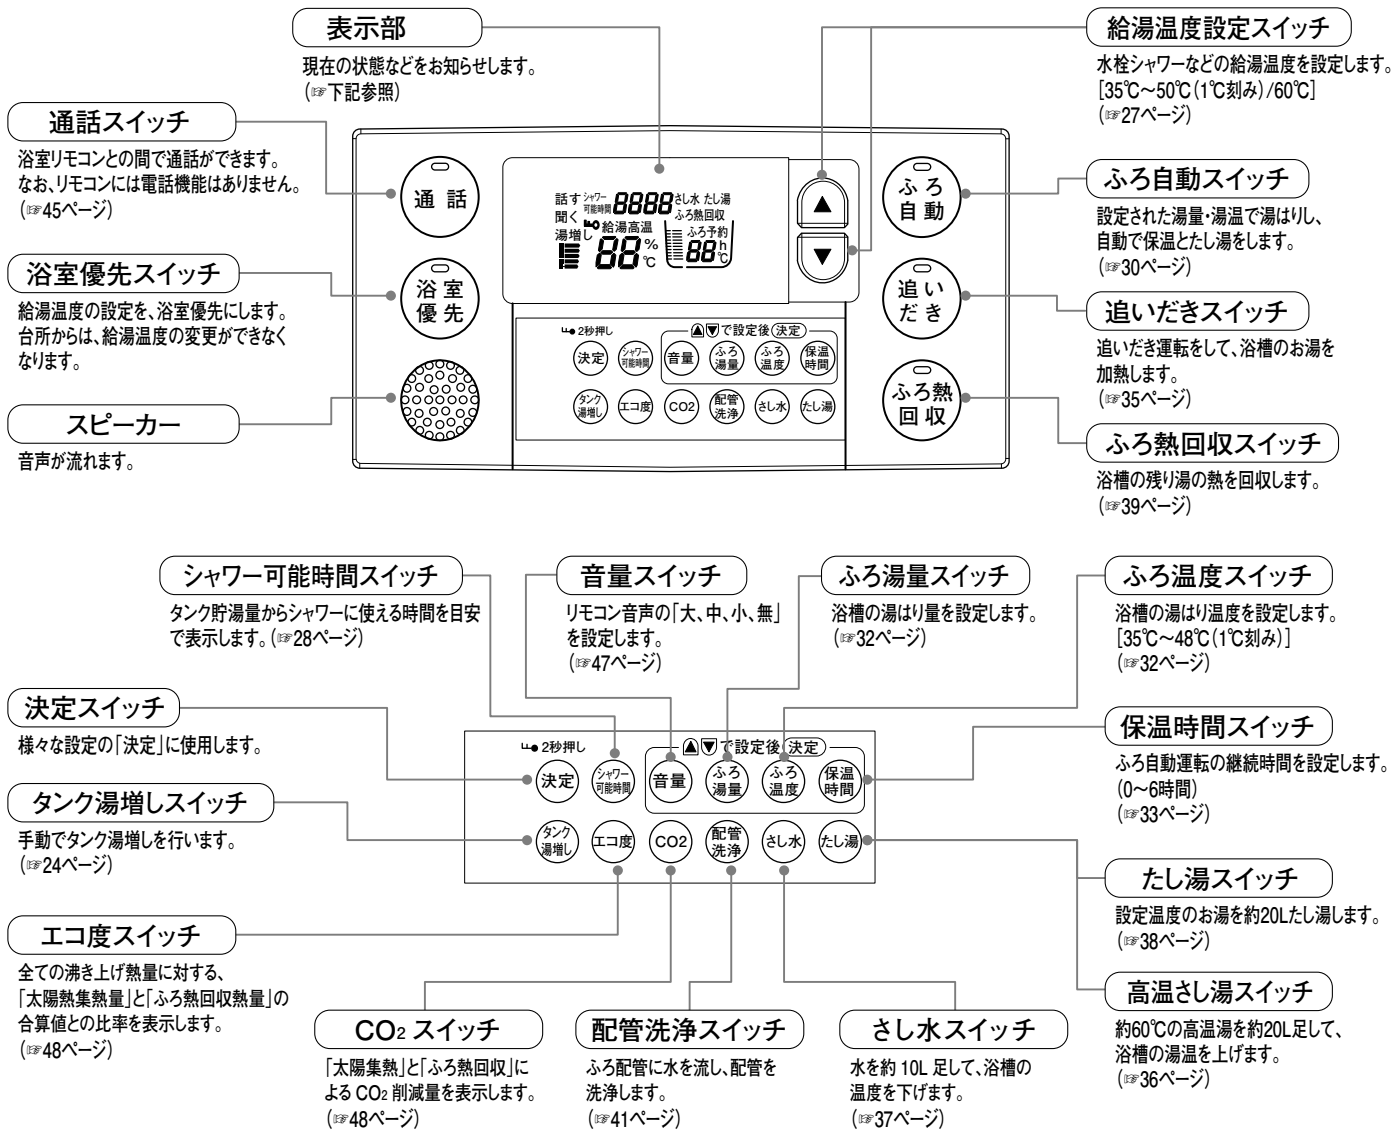 表示部
現在の状態などをお知らせします。
(☞下記参照)
給湯温度設定スイッチ
水栓シャワーなどの給湯温度を設定します。
[35℃～50℃(1℃刻み)/60℃]
(☞27ページ)
通話スイッチ
浴室リモコンとの間で通話ができます。
なお、リモコンには電話機能はありません。
(☞45ページ)
浴室優先スイッチ
給湯温度の設定を、浴室優先にします。
台所からは、給湯温度の変更ができなく
なります。
スピーカー
音声が流れます。
通話
浴室
優先
話す シャワー可能時間 8888 さし水 たし湯
聞く ふろ熱回収
湯増し 給湯高温 ふろ予約
88 % ℃ 88 h ℃
▲
▼
ふろ
自動
追い
だき
ふろ熱
回収
2秒押し ▲▼で設定後 決定
決定 シャワー可能時間 音量 ふろ湯量 ふろ温度 保温時間
タンク湯増し エコ度 CO2 配管洗浄 さし水 たし湯
ふろ自動スイッチ
設定された湯量・湯温で湯はりし、
自動で保温とたし湯をします。
(☞30ページ)
追いだきスイッチ
追いだき運転をして、浴槽のお湯を
加熱します。
(☞35ページ)
ふろ熱回収スイッチ
浴槽の残り湯の熱を回収します。
(☞39ページ)
シャワー可能時間スイッチ
タンク貯湯量からシャワーに使える時間を目安
で表示します。(☞28ページ)
音量スイッチ
リモコン音声の「大、中、小、無」
を設定します。
(☞47ページ)
ふろ湯量スイッチ
浴槽の湯はり量を設定します。
(☞32ページ)
ふろ温度スイッチ
浴槽の湯はり温度を設定します。
[35℃～48℃(1℃刻み)]
(☞32ページ)
決定スイッチ
様々な設定の「決定」に使用します。
タンク湯増しスイッチ
手動でタンク湯増しを行います。
(☞24ページ)
エコ度スイッチ
全ての沸き上げ熱量に対する、
「太陽熱集熱量」と「ふろ熱回収熱量」の
合算値との比率を表示します。
(☞48ページ)
2秒押し ▲▼で設定後 決定
決定 シャワー可能時間 音量 ふろ湯量 ふろ温度 保温時間
タンク湯増し エコ度 CO2 配管洗浄 さし水 たし湯
保温時間スイッチ
ふろ自動運転の継続時間を設定します。
(0～6時間)
(☞33ページ)
たし湯スイッチ
設定温度のお湯を約20Lたし湯します。
(☞38ページ)
高温さし湯スイッチ
約60℃の高温湯を約20L足して、
浴槽の湯温を上げます。
(☞36ページ)
CO2 スイッチ
「太陽集熱」と「ふろ熱回収」に
よる CO2 削減量を表示します。
(☞48ページ)
配管洗浄スイッチ
ふろ配管に水を流し、配管を
洗浄します。
(☞41ページ)
さし水スイッチ
水を約 10L 足して、浴槽の
温度を下げます。
(☞37ページ)